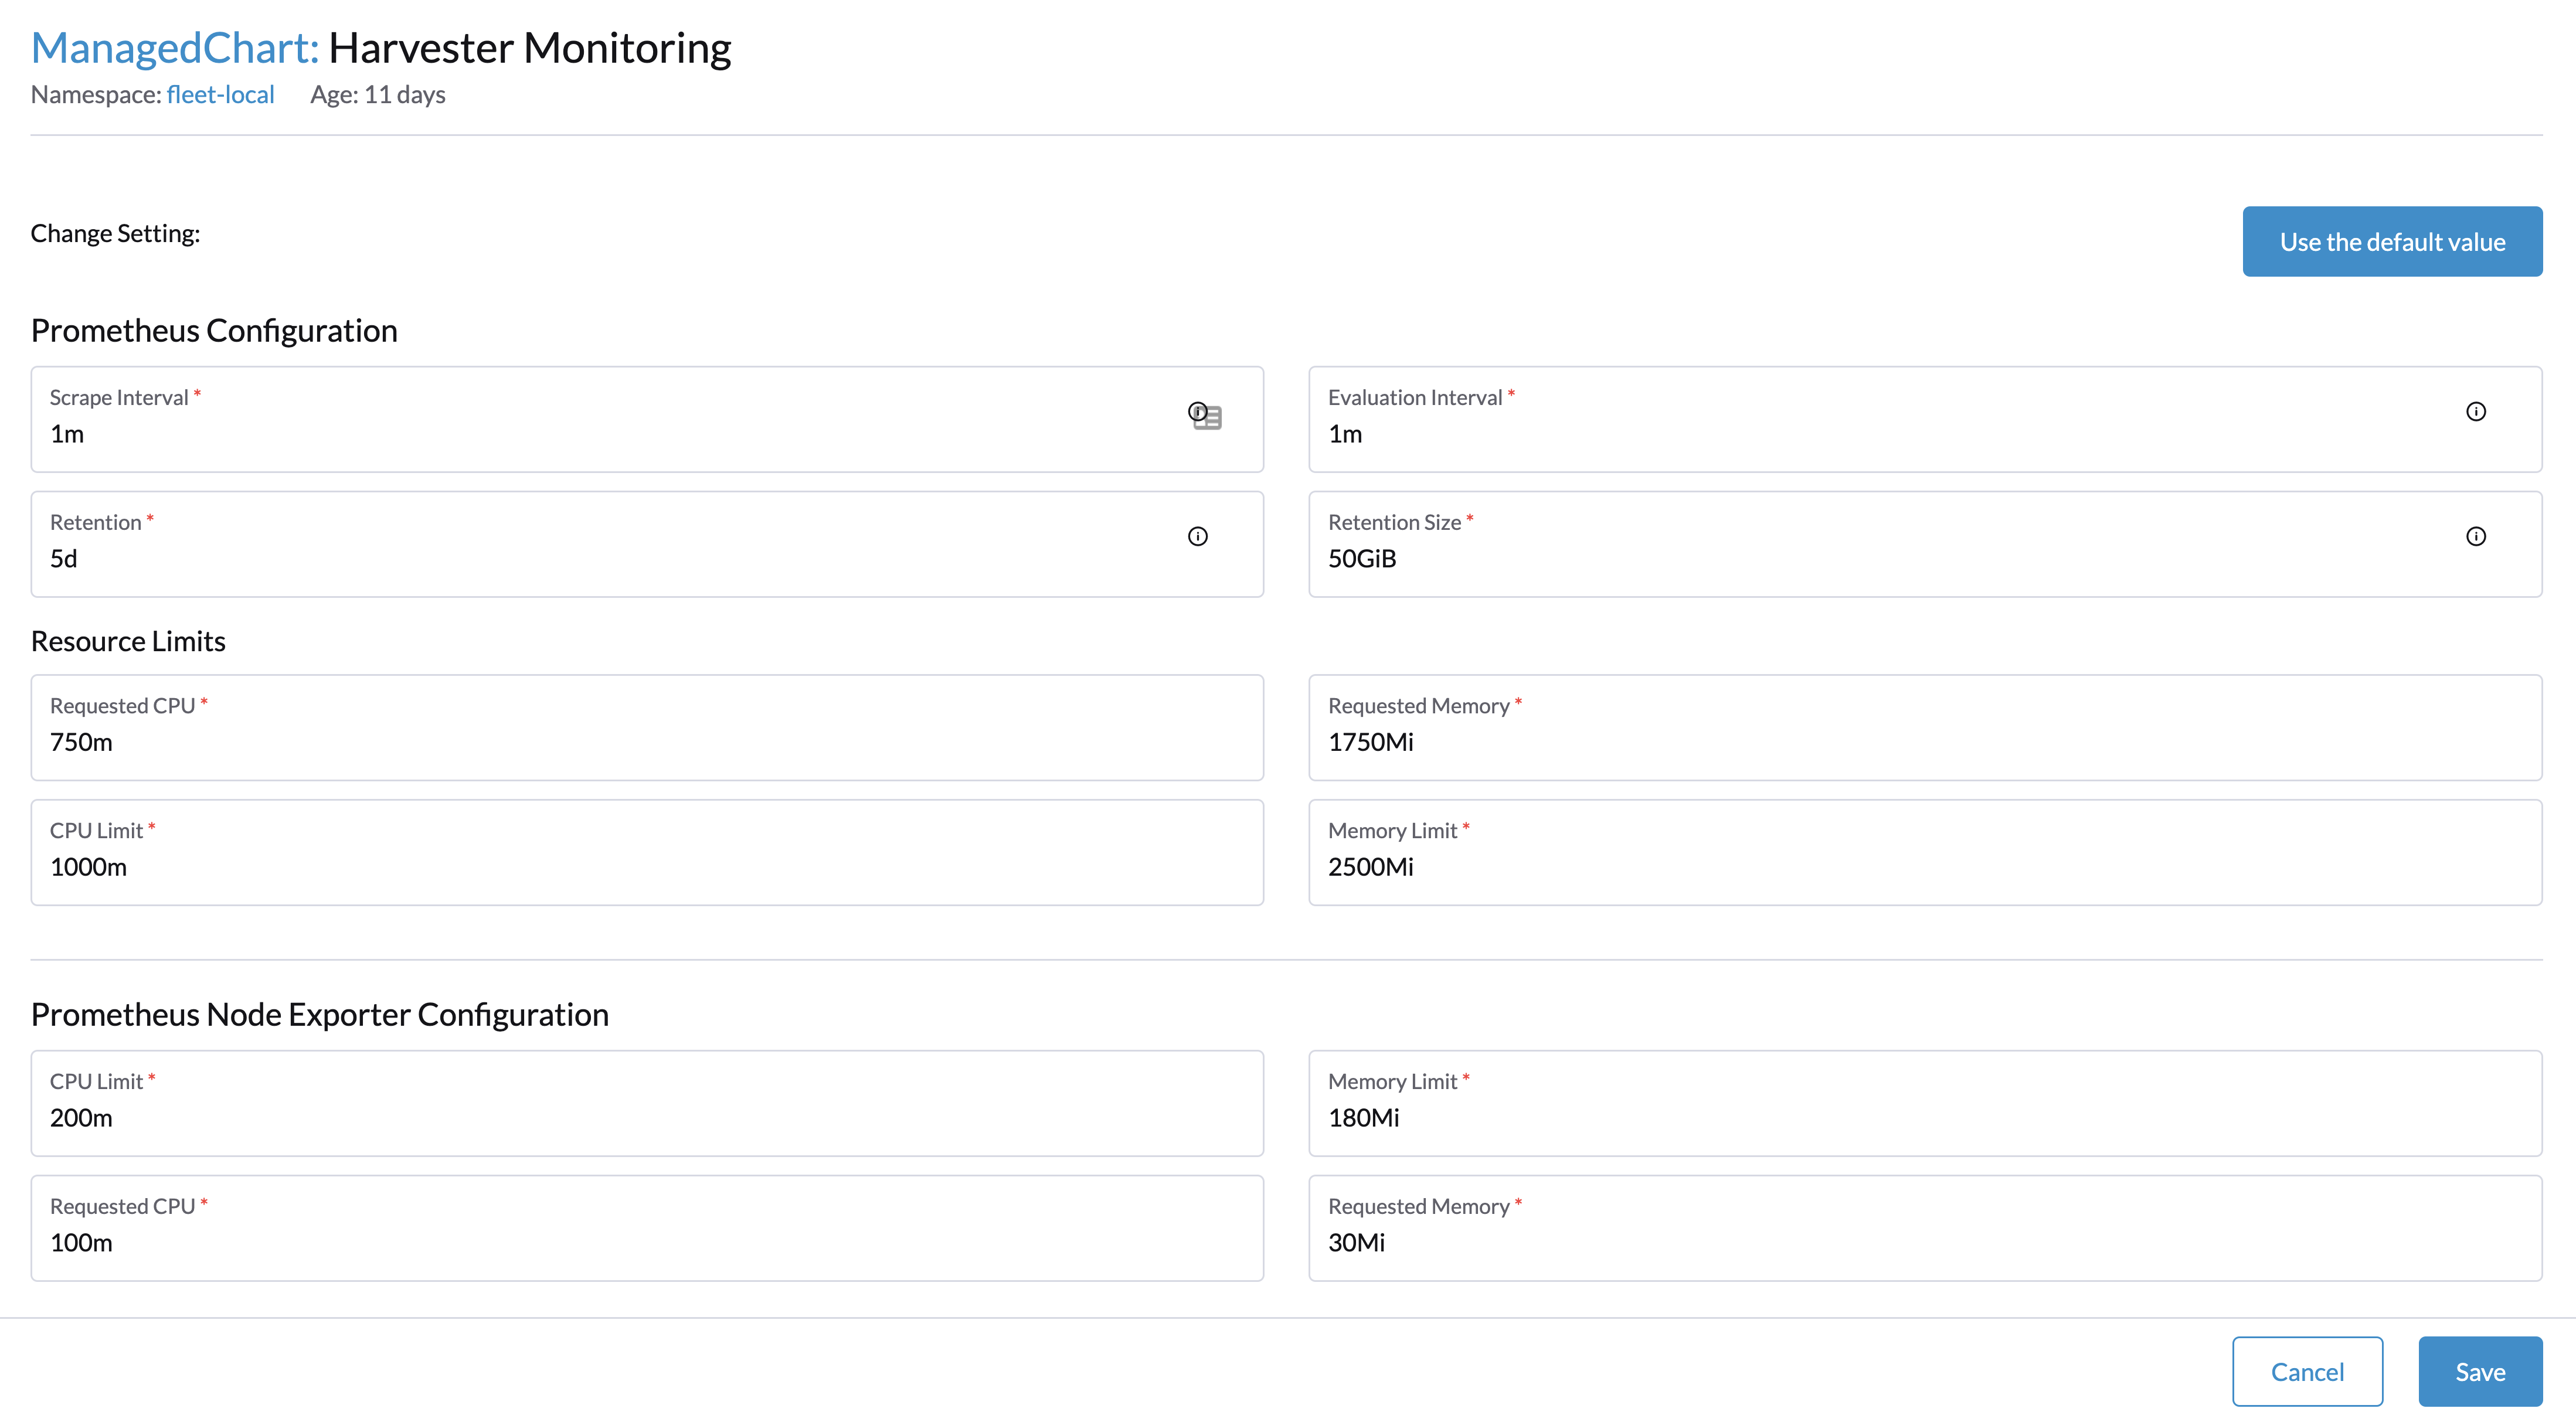 ManagedChart: Harvester Monitoring
Namespace: fleet-local Age: 11 days
Change Setting:
Use the default value
Prometheus Configuration
Scrape Interval *
1m
Evaluation Interval *
1m
Retention *
5d
Retention Size *
50GiB
Resource Limits
Requested CPU *
750m
Requested Memory *
1750Mi
CPU Limit *
1000m
Memory Limit *
2500Mi
Prometheus Node Exporter Configuration
CPU Limit *
200m
Memory Limit *
180Mi
Requested CPU *
100m
Requested Memory *
30Mi
Cancel
Save